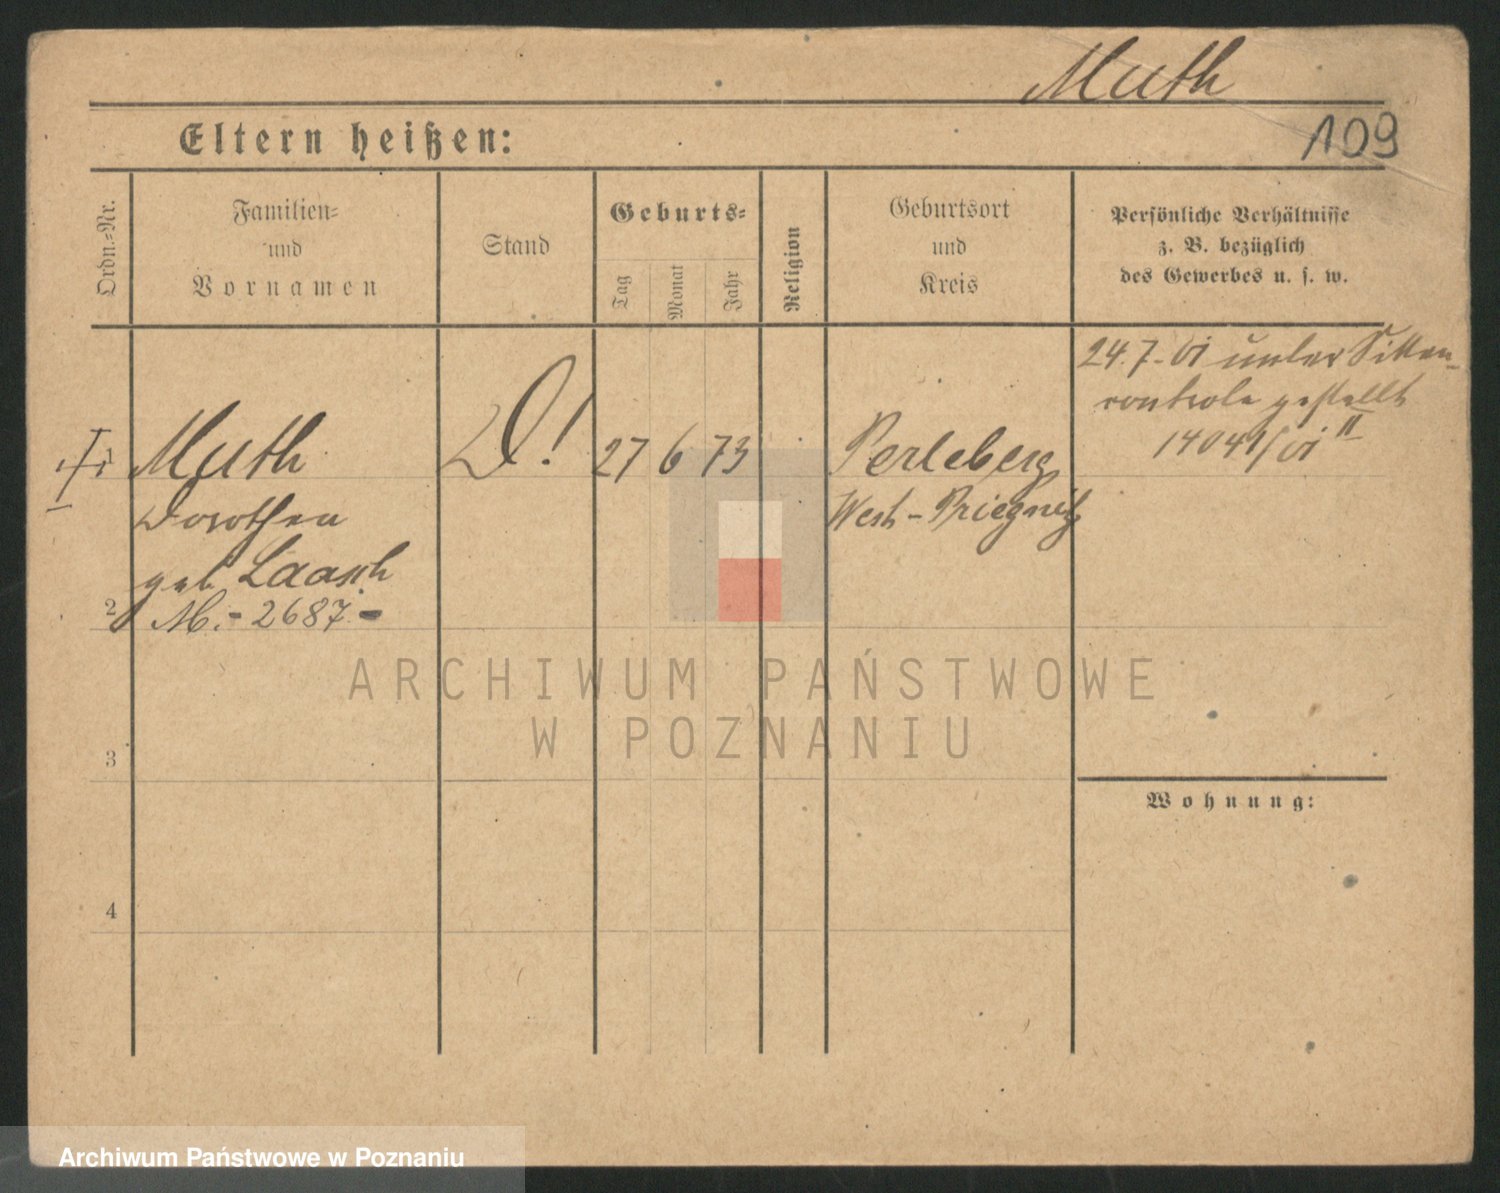 Muth
109
Eltern heißen:
Ordn.-Nr.
Familien-
und
Vornamen
Stand
Geburts-
Tag
Monat
Jahr
Religion
Geburtsort
und
Kreis
Persönliche Verhältnisse
z. B. bezüglich
des Gewerbes u. s. w.
24.7.01 unter Sitten-
controle gestellt
14041/01 II
Muth
Dorothea
geb Laasch
M.-2687-
D!
27 6 73
Perleberg
West-Priegnitz
2
3
4
Wohnung:
ARCHIWUM PAŃSTWOWE
W POZNANIU
Archiwum Państwowe w Poznaniu